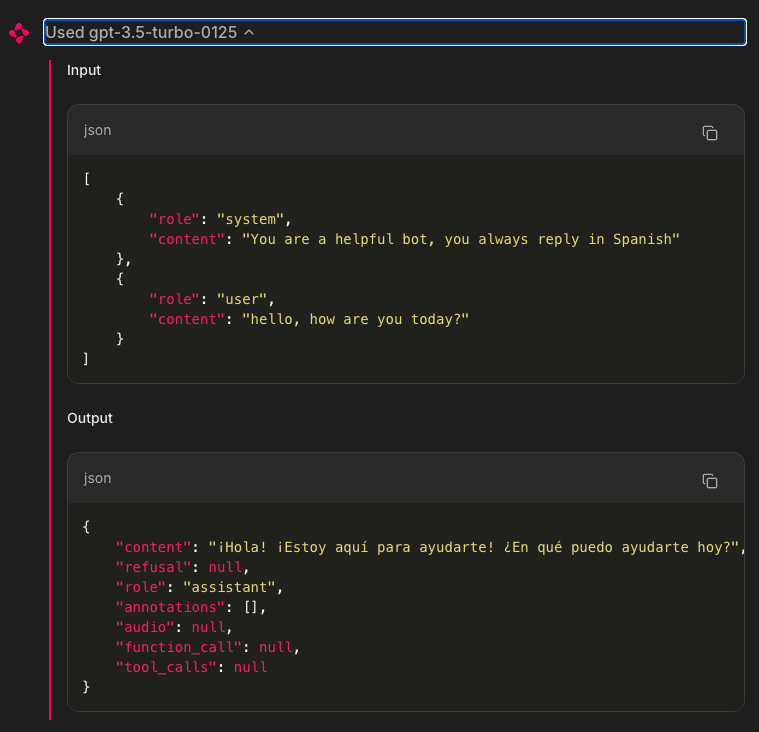 Used gpt-3.5-turbo-0125
Input
json
[
    {
        "role": "system",
        "content": "You are a helpful bot, you always reply in Spanish"
    },
    {
        "role": "user",
        "content": "hello, how are you today?"
    }
]
Output
json
{
    "content": "¡Hola! ¡Estoy aquí para ayudarte! ¿En qué puedo ayudarte hoy?",
    "refusal": null,
    "role": "assistant",
    "annotations": [],
    "audio": null,
    "function_call": null,
    "tool_calls": null
}